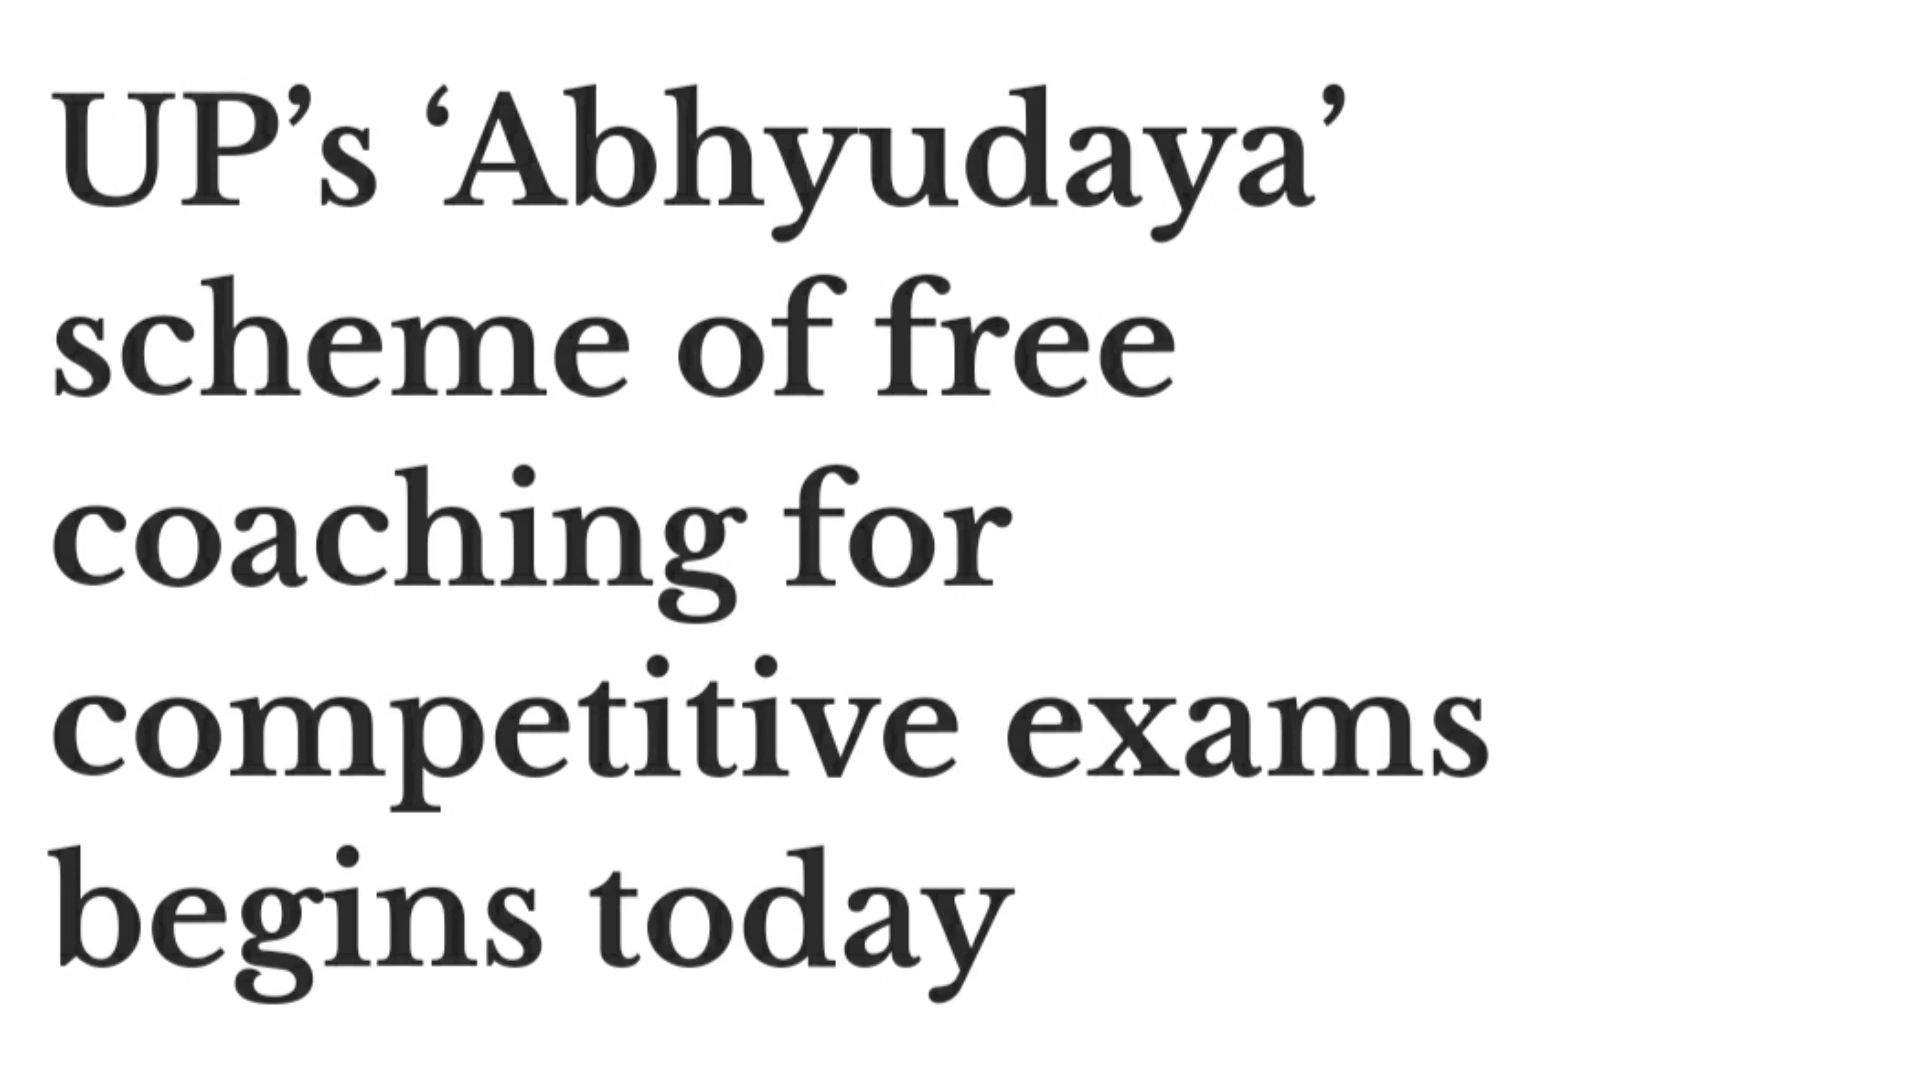 UP’s ‘Abhyudaya’
scheme of free
coaching for
competitive exams
begins today